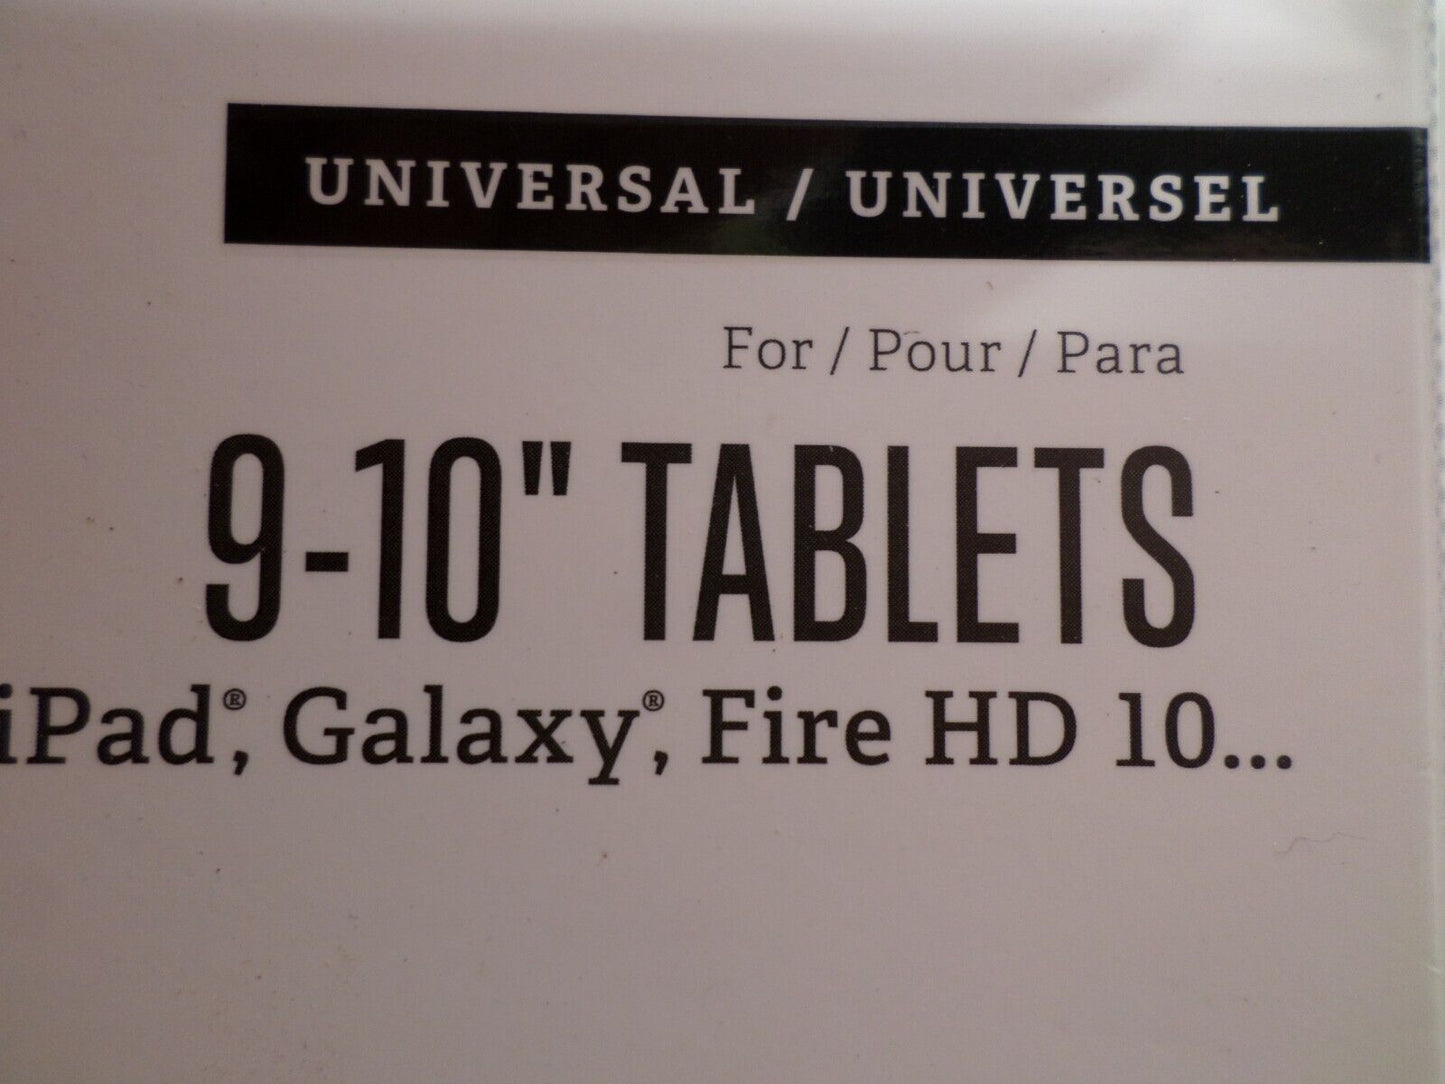 UNIVERSAL / UNIVERSEL
For / Pour / Para
9-10" TABLETS
iPad®, Galaxy®, Fire HD 10...